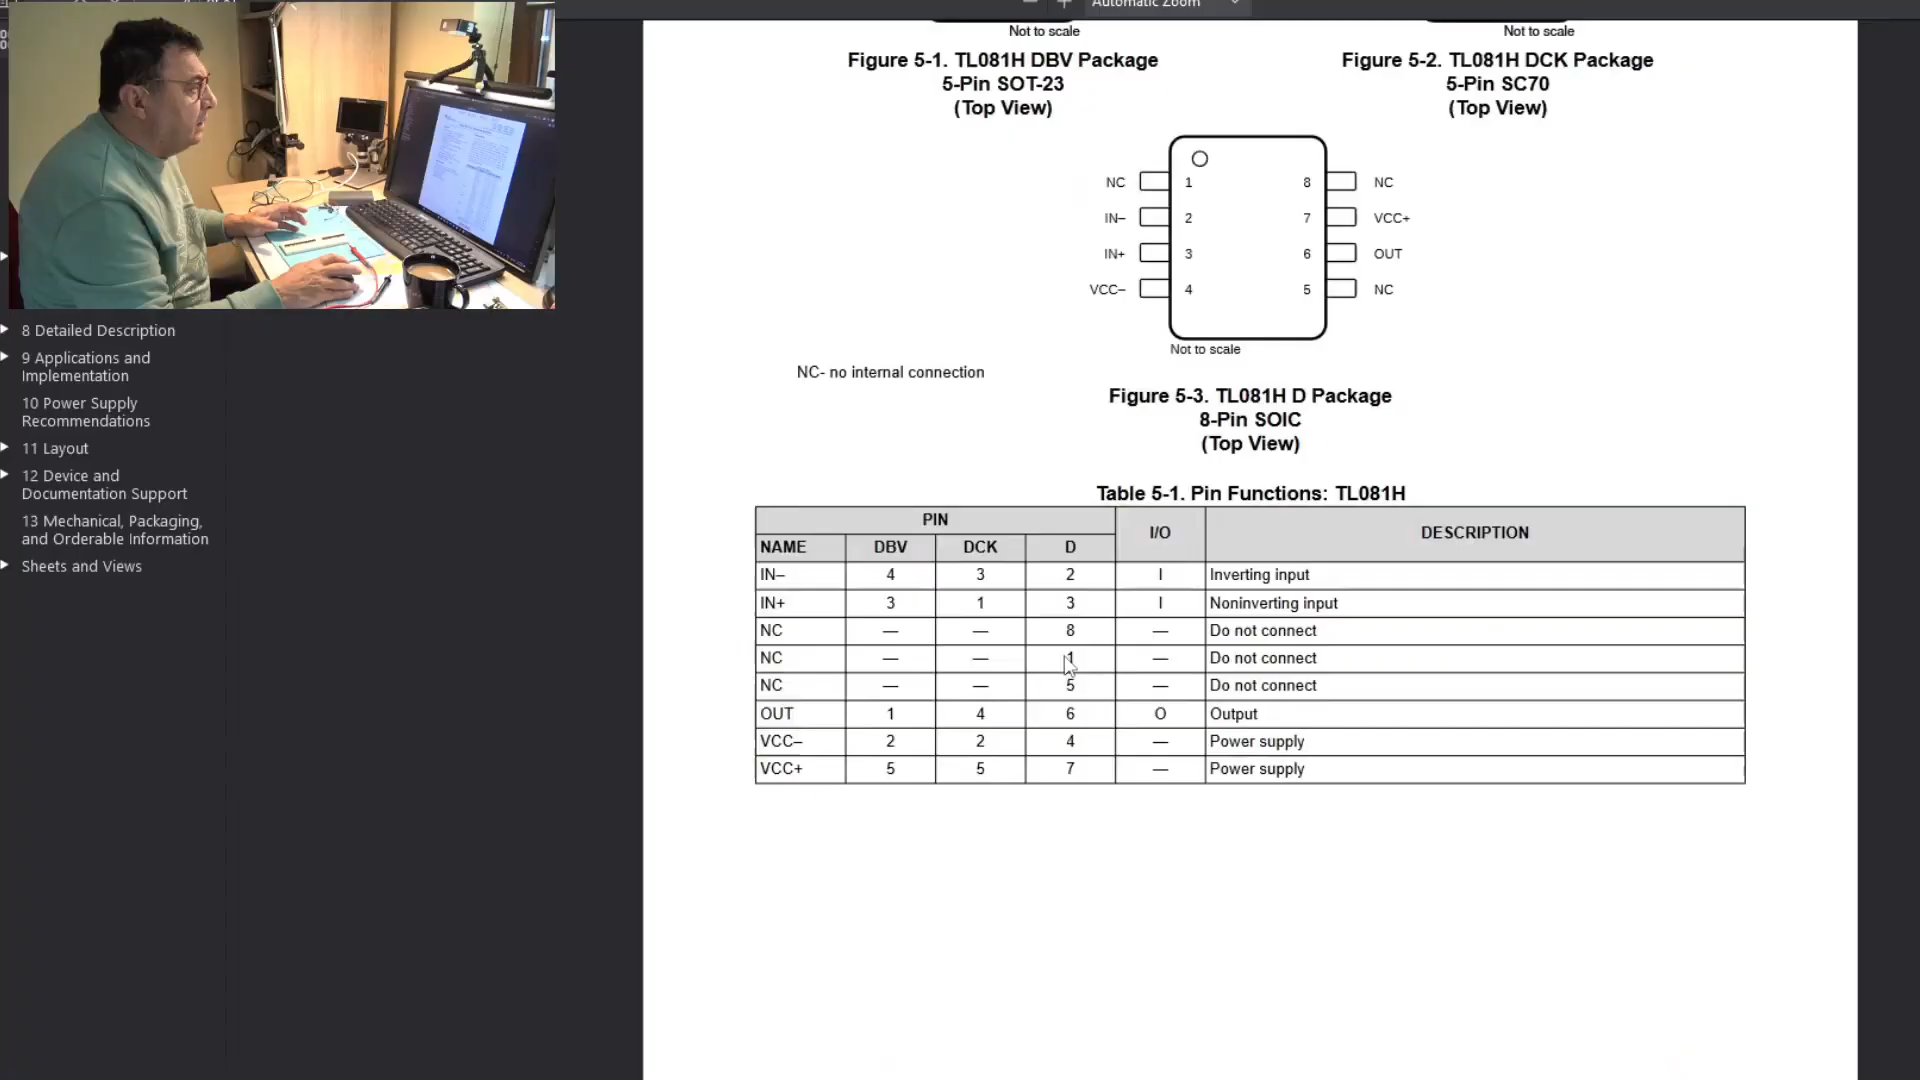 Automatic Zoom
8 Detailed Description
9 Applications and
Implementation
10 Power Supply
Recommendations
11 Layout
12 Device and
Documentation Support
13 Mechanical, Packaging,
and Orderable Information
Sheets and Views
Not to scale
Not to scale
Figure 5-1. TL081H DBV Package
5-Pin SOT-23
(Top View)
Figure 5-2. TL081H DCK Package
5-Pin SC70
(Top View)
NC 1 8 NC
IN– 2 7 VCC+
IN+ 3 6 OUT
VCC– 4 5 NC
Not to scale
NC- no internal connection
Figure 5-3. TL081H D Package
8-Pin SOIC
(Top View)
Table 5-1. Pin Functions: TL081H
PIN I/O DESCRIPTION
NAME DBV DCK D
IN– 4 3 2 I Inverting input
IN+ 3 1 3 I Noninverting input
NC — — 8 — Do not connect
NC — — 1 — Do not connect
NC — — 5 — Do not connect
OUT 1 4 6 O Output
VCC– 2 2 4 — Power supply
VCC+ 5 5 7 — Power supply